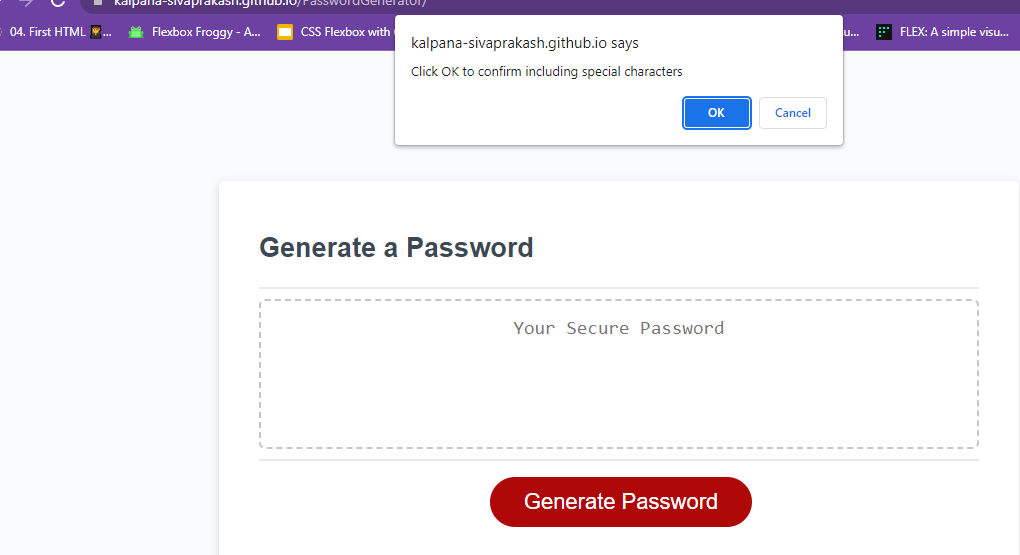 kalpana-sivaprakash.github.io/PasswordGenerator/
04. First HTML ... Flexbox Froggy - A... CSS Flexbox with u... FLEX: A simple visu...
kalpana-sivaprakash.github.io says
Click OK to confirm including special characters
OK Cancel
Generate a Password
Your Secure Password
Generate Password